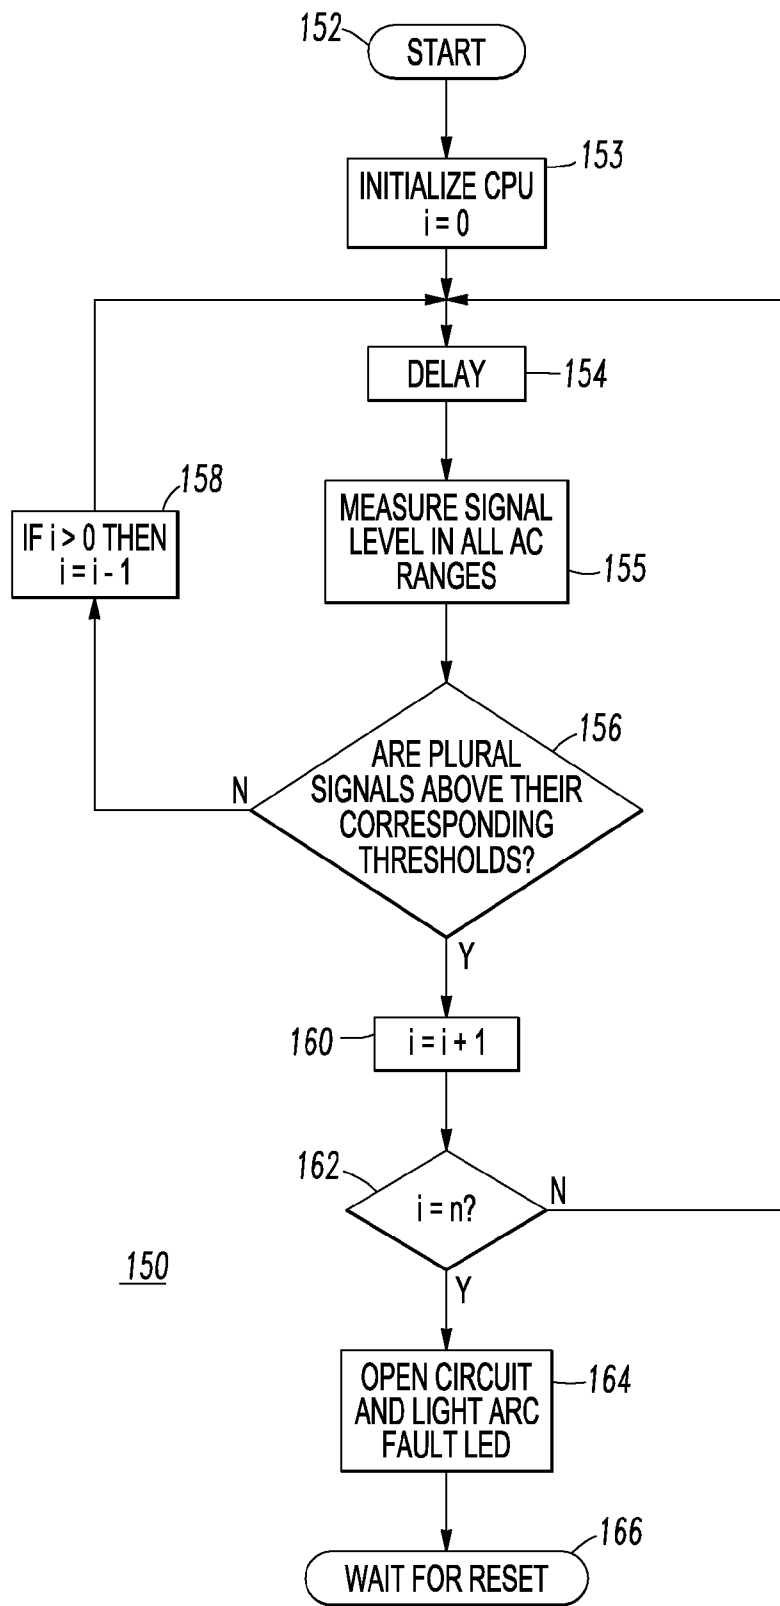 152
START
153
INITIALIZE CPU
i = 0
DELAY
154
158
IF i > 0 THEN
i = i - 1
MEASURE SIGNAL
LEVEL IN ALL AC
RANGES
155
156
ARE PLURAL
SIGNALS ABOVE THEIR
CORRESPONDING
THRESHOLDS?
N
Y
160
i = i + 1
162
i = n?
N
Y
150
OPEN CIRCUIT
AND LIGHT ARC
FAULT LED
164
166
WAIT FOR RESET